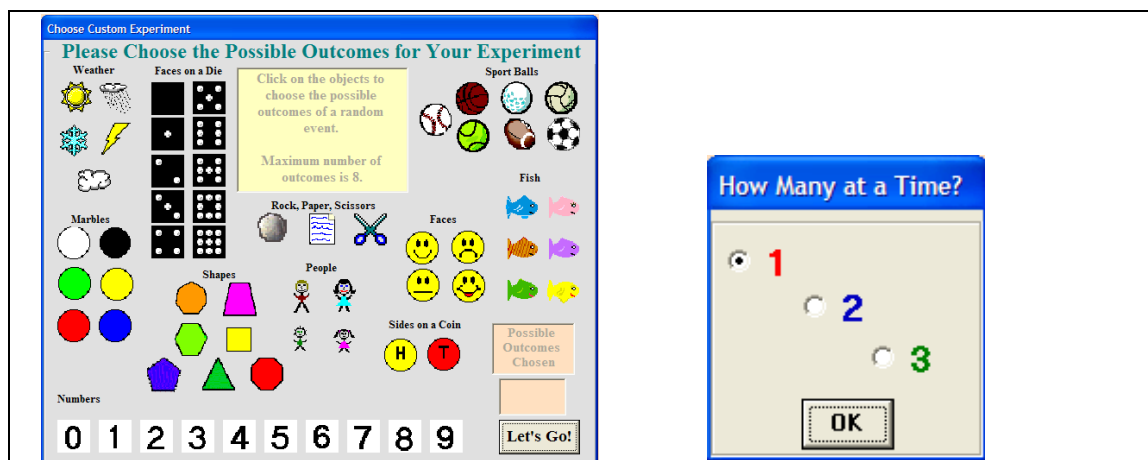 Choose Custom Experiment
Please Choose the Possible Outcomes for Your Experiment
Weather
Faces on a Die
Click on the objects to
choose the possible
outcomes of a random
event.
Maximum number of
outcomes is 8.
Sport Balls
Rock, Paper, Scissors
Fish
Marbles
Faces
Shapes
People
Sides on a Coin
H T
Possible
Outcomes
Chosen
Numbers
0 1 2 3 4 5 6 7 8 9
Let's Go!
How Many at a Time?
1
2
3
OK